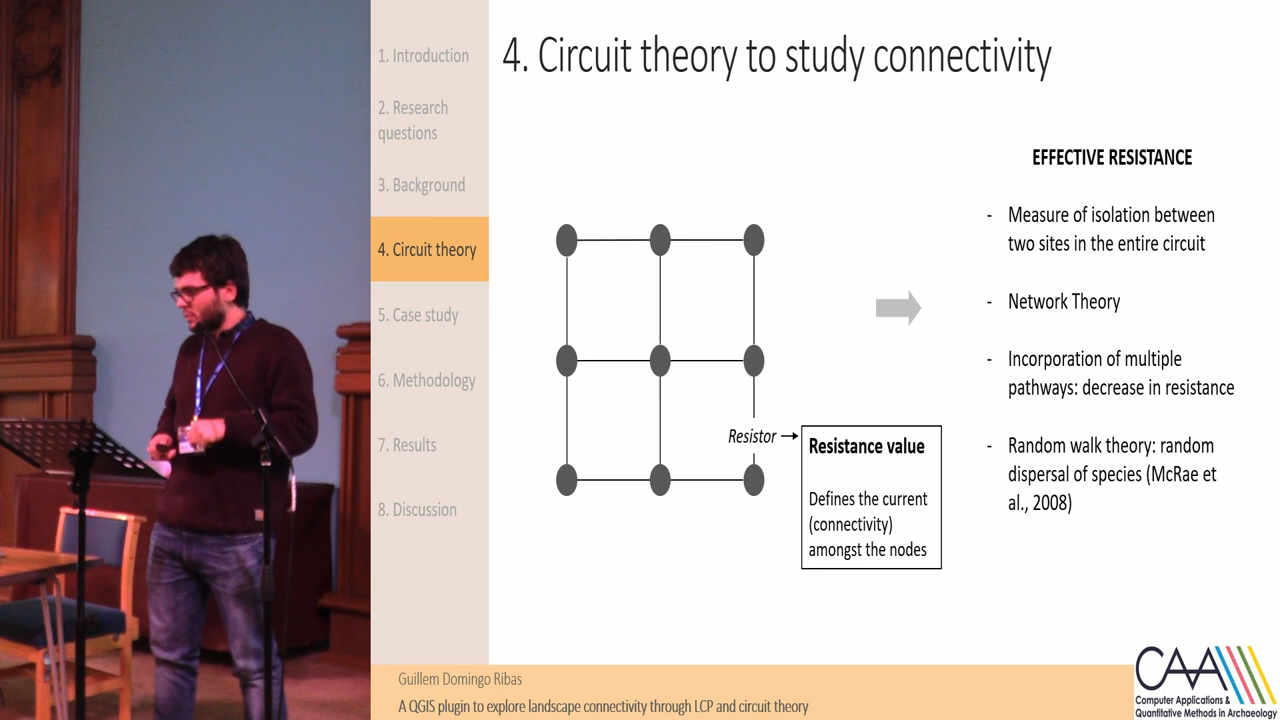 1. Introduction
2. Research
questions
3. Background
4. Circuit theory
5. Case study
6. Methodology
7. Results
8. Discussion
4. Circuit theory to study connectivity
Resistor
Resistance value
Defines the current
(connectivity)
amongst the nodes
EFFECTIVE RESISTANCE
- Measure of isolation between
two sites in the entire circuit
- Network Theory
- Incorporation of multiple
pathways: decrease in resistance
- Random walk theory: random
dispersal of species (McRae et
al., 2008)
Guillem Domingo Ribas
A QGIS plugin to explore landscape connectivity through LCP and circuit theory
CAA
Computer Applications &
Quantitative Methods in Archaeology